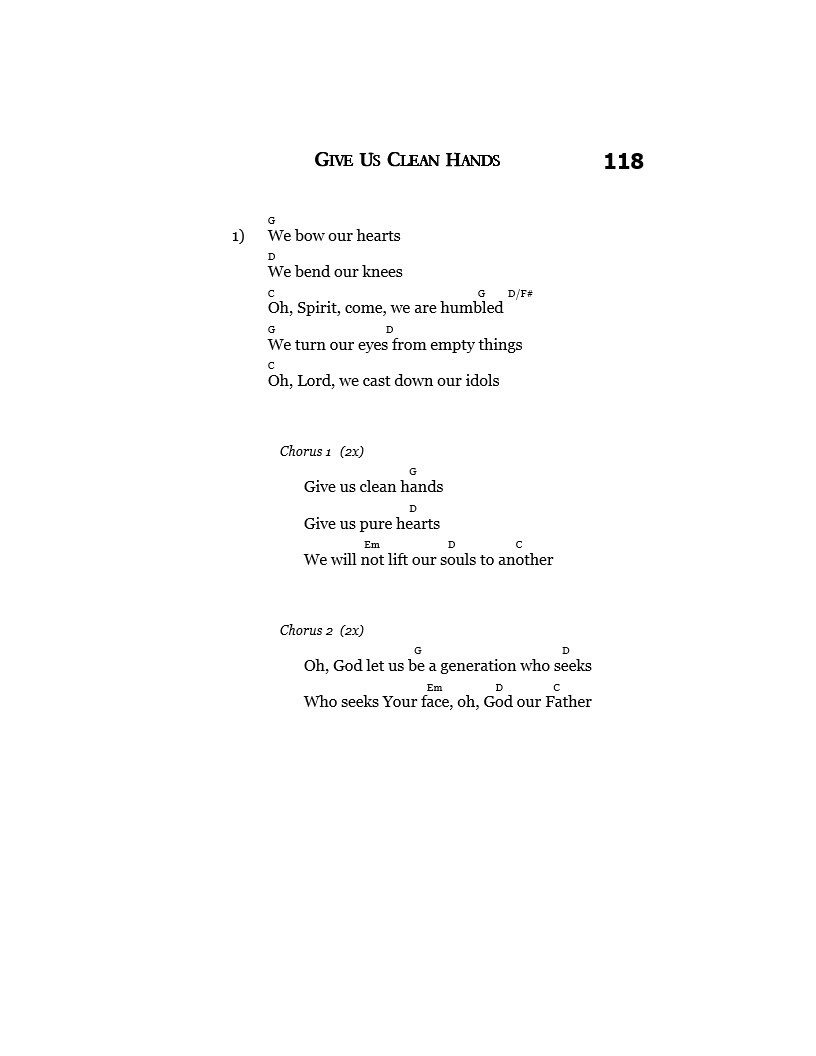 GIVE US CLEAN HANDS 118
G
1) We bow our hearts
D
We bend our knees
C G D/F#
Oh, Spirit, come, we are humbled
G D
We turn our eyes from empty things
C
Oh, Lord, we cast down our idols
Chorus 1 (2x)
G
Give us clean hands
D
Give us pure hearts
Em D C
We will not lift our souls to another
Chorus 2 (2x)
G D
Oh, God let us be a generation who seeks
Em D C
Who seeks Your face, oh, God our Father